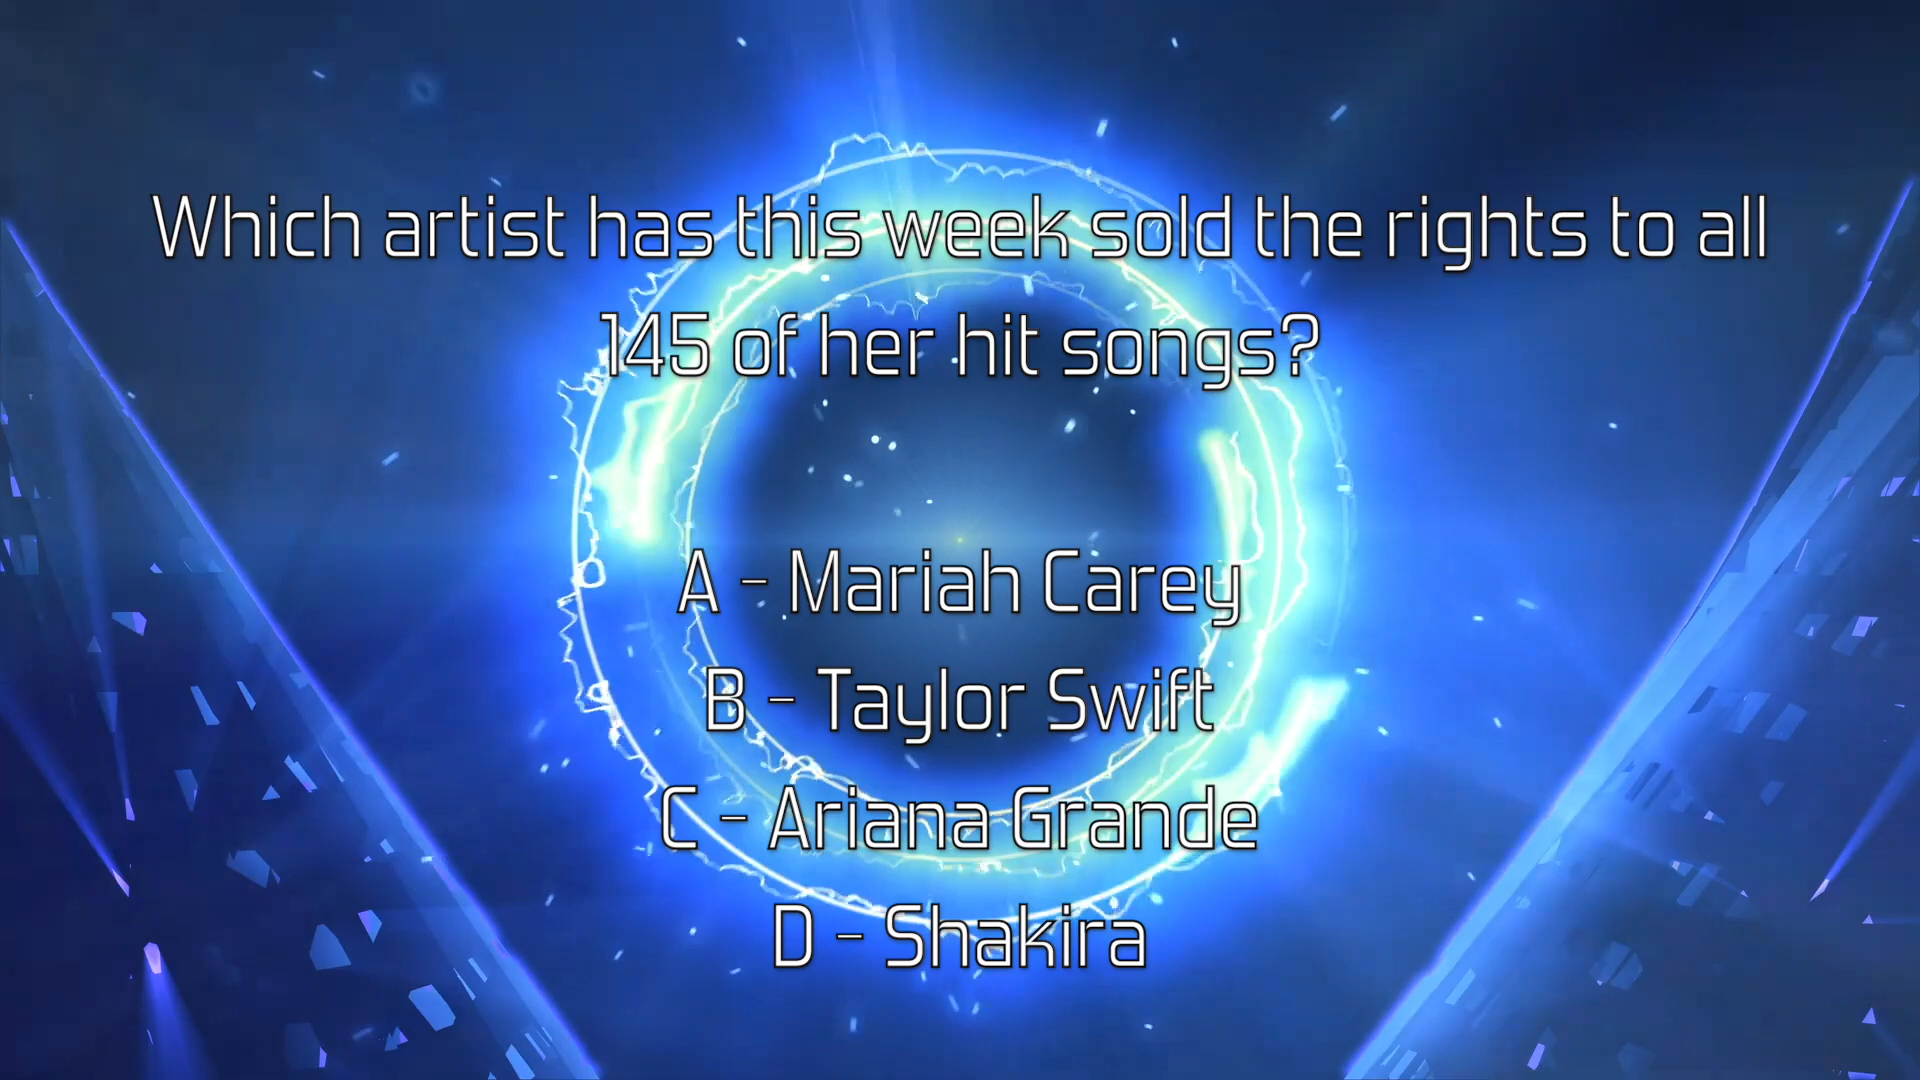 Which artist has this week sold the rights to all
145 of her hit songs?
A - Mariah Carey
B - Taylor Swift
C - Ariana Grande
D - Shakira